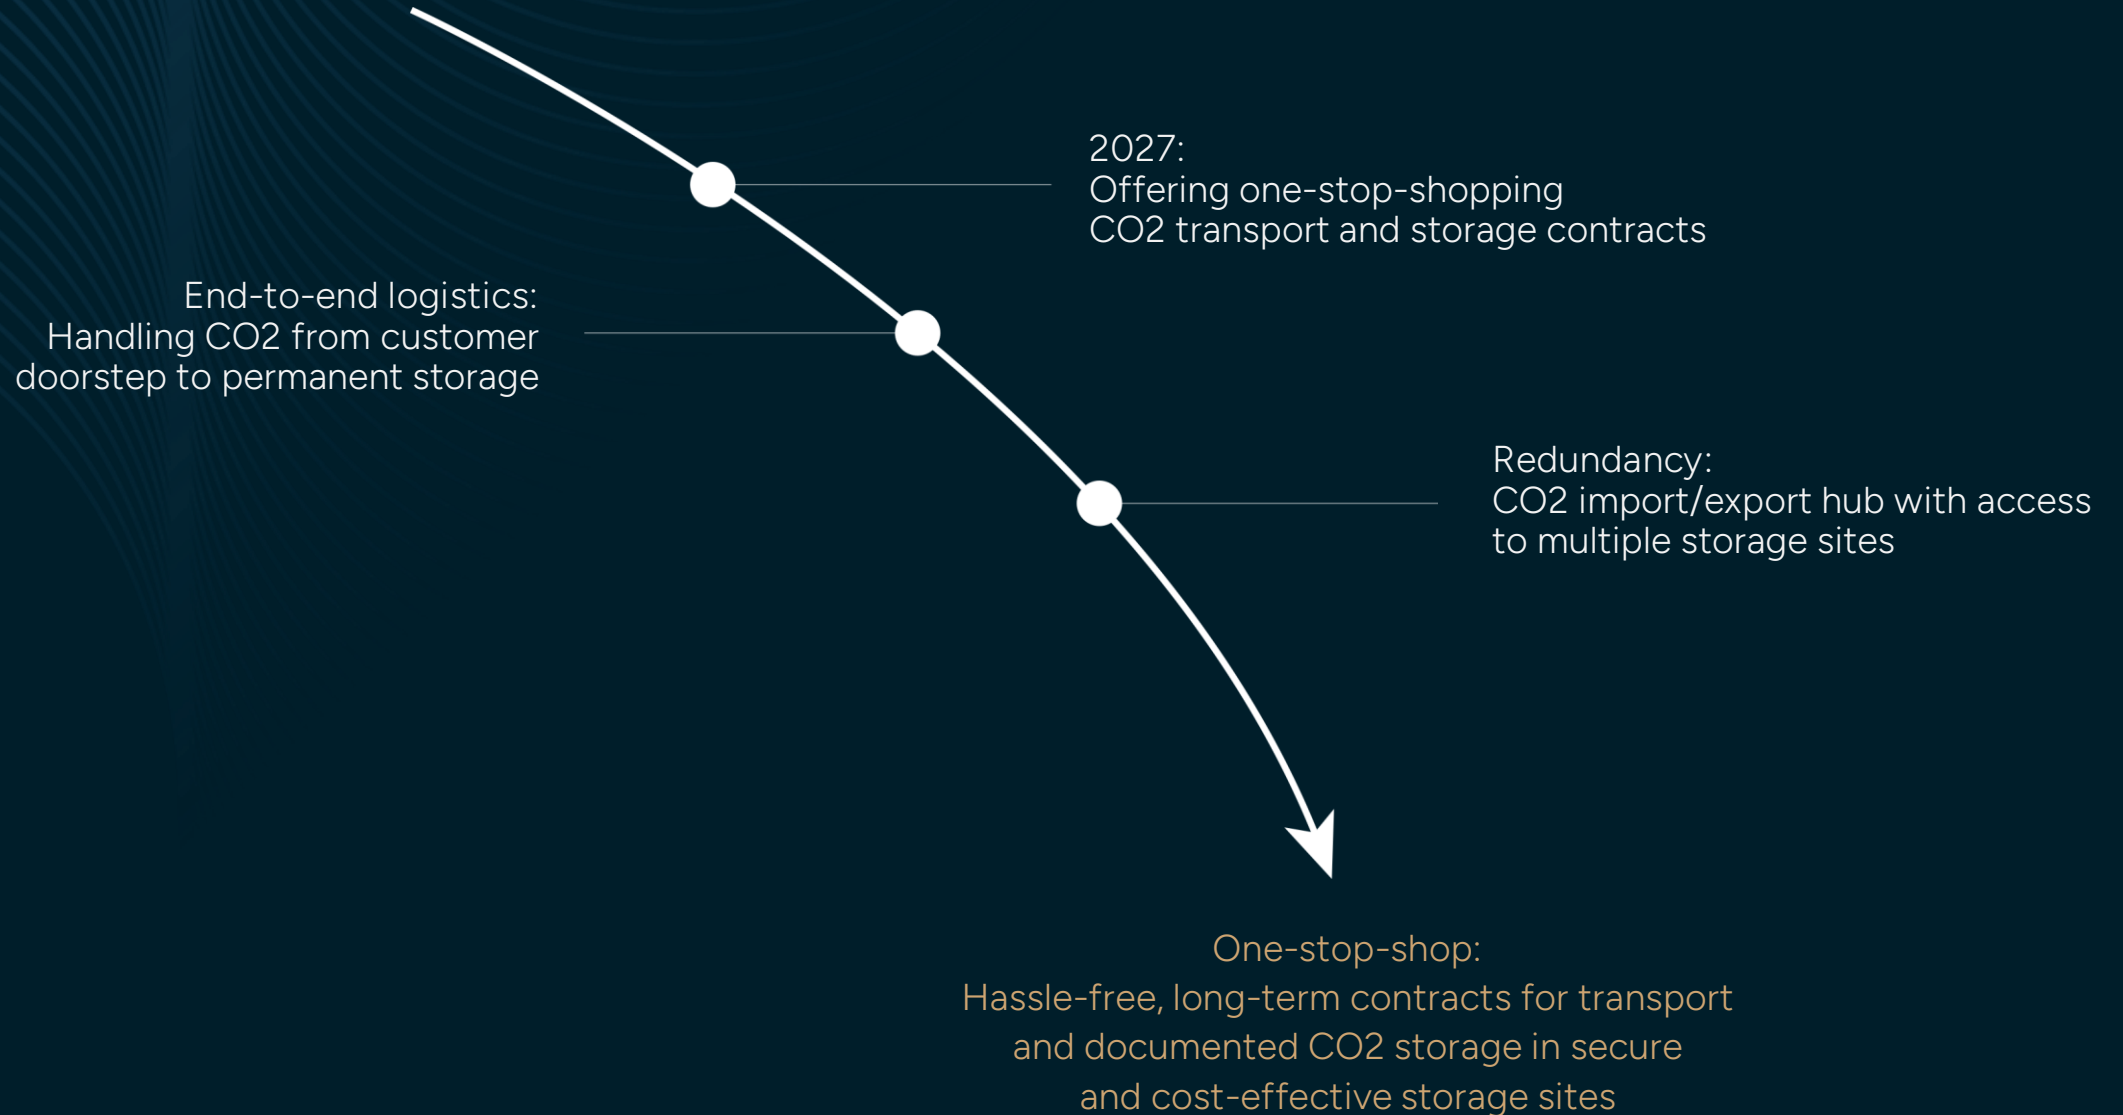 2027:
Offering one-stop-shopping
CO2 transport and storage contracts
End-to-end logistics:
Handling CO2 from customer
doorstep to permanent storage
Redundancy:
CO2 import/export hub with access
to multiple storage sites
One-stop-shop:
Hassle-free, long-term contracts for transport
and documented CO2 storage in secure
and cost-effective storage sites